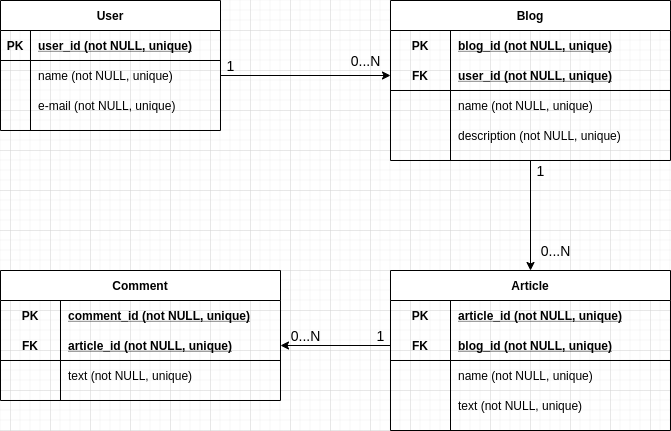 User
PK user_id (not NULL, unique)
name (not NULL, unique)
e-mail (not NULL, unique)
1
0...N
Blog
PK blog_id (not NULL, unique)
FK user_id (not NULL, unique)
name (not NULL, unique)
description (not NULL, unique)
1
0...N
Comment
PK comment_id (not NULL, unique)
FK article_id (not NULL, unique)
text (not NULL, unique)
0...N
1
Article
PK article_id (not NULL, unique)
FK blog_id (not NULL, unique)
name (not NULL, unique)
text (not NULL, unique)